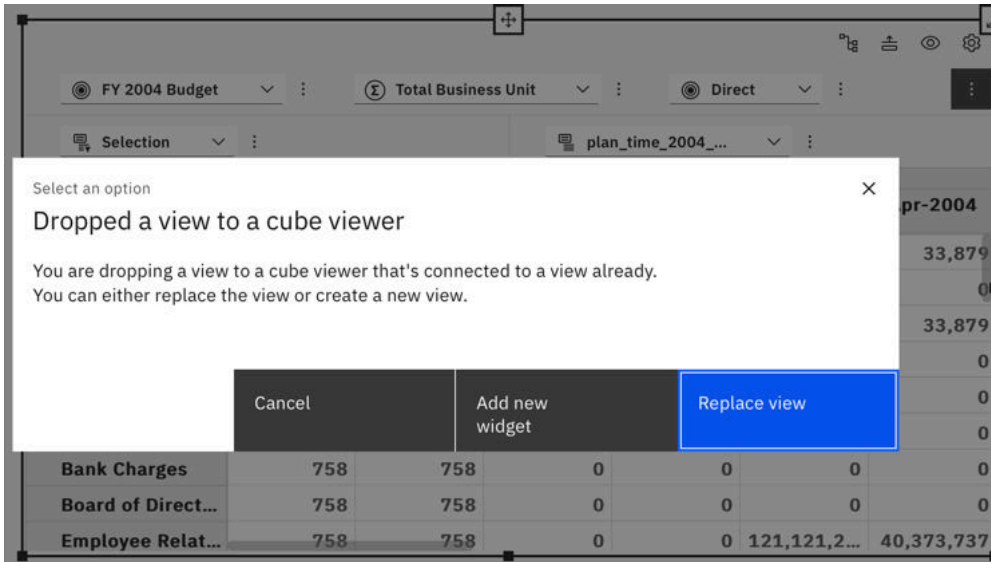 FY 2004 Budget Total Business Unit Direct
Selection plan_time_2004_...
Select an option
Dropped a view to a cube viewer
pr-2004
You are dropping a view to a cube viewer that's connected to a view already.
You can either replace the view or create a new view.
33,879
0
33,879
0
0
0
Cancel Add new widget Replace view
Bank Charges 758 758 0 0 0 0
Board of Direct... 758 758 0 0 0 0
Employee Relat... 758 758 0 0 121,121,2... 40,373,737